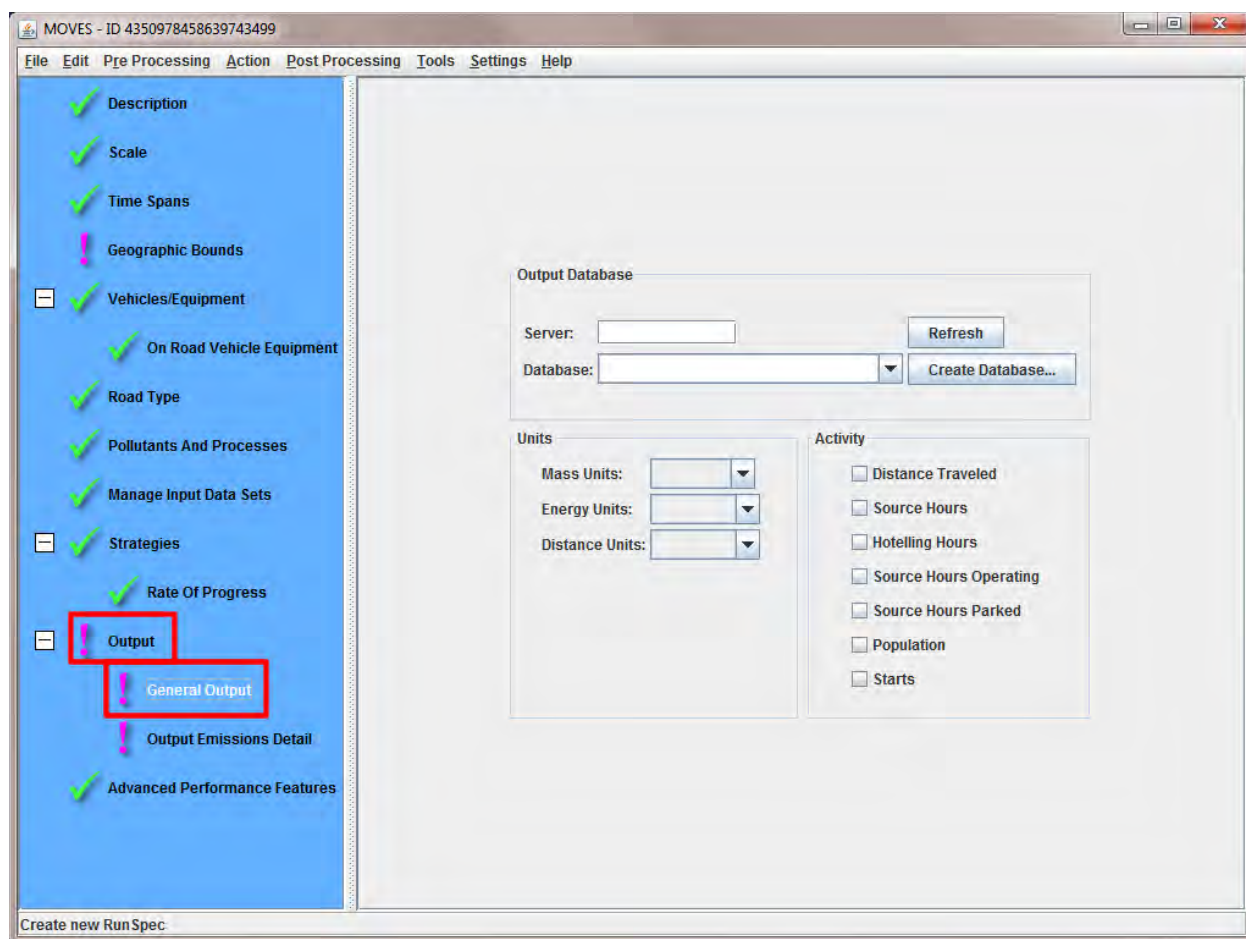 MOVES - ID 4350978458639743499
File Edit Pre Processing Action Post Processing Tools Settings Help
Description
Scale
Time Spans
Geographic Bounds
Vehicles/Equipment
On Road Vehicle Equipment
Road Type
Pollutants And Processes
Manage Input Data Sets
Strategies
Rate Of Progress
Output
General Output
Output Emissions Detail
Advanced Performance Features
Output Database
Server:
Refresh
Database:
Create Database...
Units
Mass Units:
Energy Units:
Distance Units:
Activity
Distance Traveled
Source Hours
Hotelling Hours
Source Hours Operating
Source Hours Parked
Population
Starts
Create new RunSpec